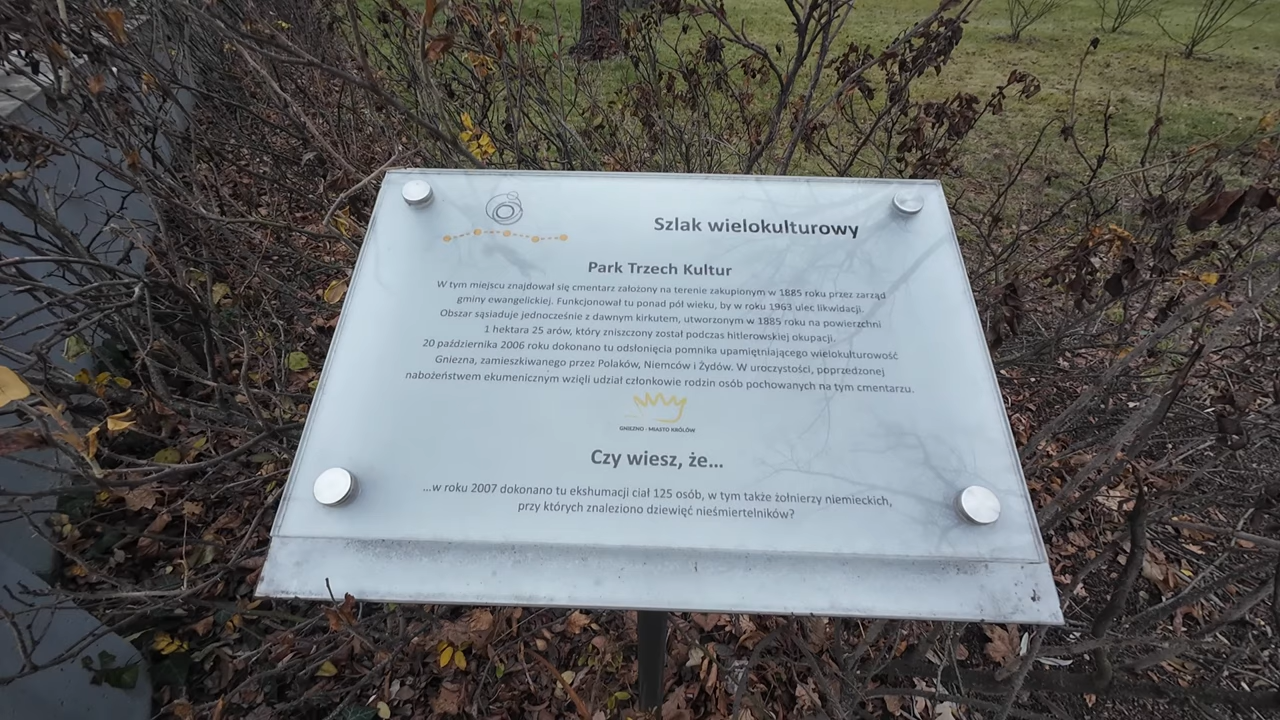 Szlak wielokulturowy
Park Trzech Kultur
W tym miejscu znajdował się cmentarz założony na terenie zakupionym w 1885 roku przez zarząd
gminy ewangelickiej. Funkcjonował tu ponad pół wieku, by w roku 1963 ulec likwidacji.
Obszar sąsiaduje jednocześnie z dawnym kirkutem, utworzonym w 1885 roku na powierzchni
1 hektara 25 arów, który zniszczony został podczas hitlerowskiej okupacji.
20 października 2006 roku dokonano tu odsłonięcia pomnika upamiętniającego wielokulturowość
Gniezna, zamieszkiwanego przez Polaków, Niemców i Żydów. W uroczystości, poprzedzonej
nabożeństwem ekumenicznym wzięli udział członkowie rodzin osób pochowanych na tym cmentarzu.
GNIEZNO - MIASTO KRÓLÓW
Czy wiesz, że...
...w roku 2007 dokonano tu ekshumacji ciał 125 osób, w tym także żołnierzy niemieckich,
przy których znaleziono dziewięć nieśmiertelników?